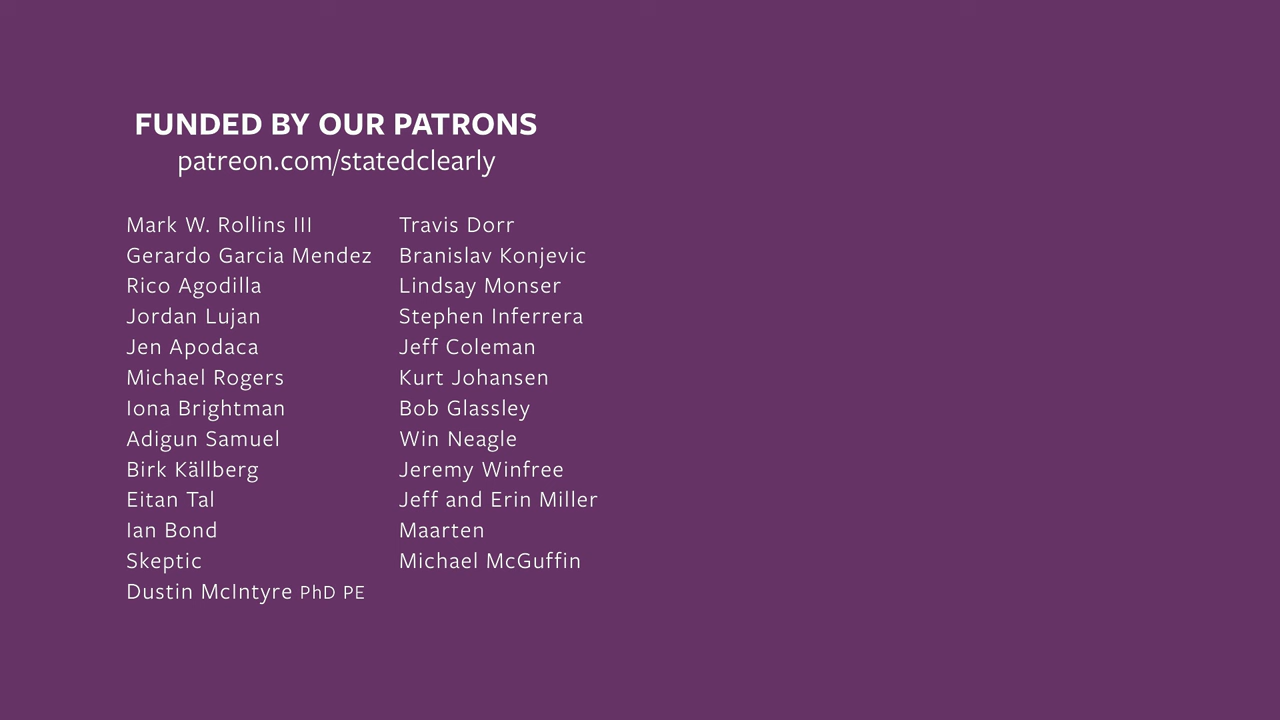 FUNDED BY OUR PATRONS
patreon.com/statedclearly
Mark W. Rollins III
Gerardo Garcia Mendez
Rico Agodilla
Jordan Lujan
Jen Apodaca
Michael Rogers
Iona Brightman
Adigun Samuel
Birk Källberg
Eitan Tal
Ian Bond
Skeptic
Dustin McIntyre PhD PE
Travis Dorr
Branislav Konjevic
Lindsay Monser
Stephen Inferrera
Jeff Coleman
Kurt Johansen
Bob Glassley
Win Neagle
Jeremy Winfree
Jeff and Erin Miller
Maarten
Michael McGuffin